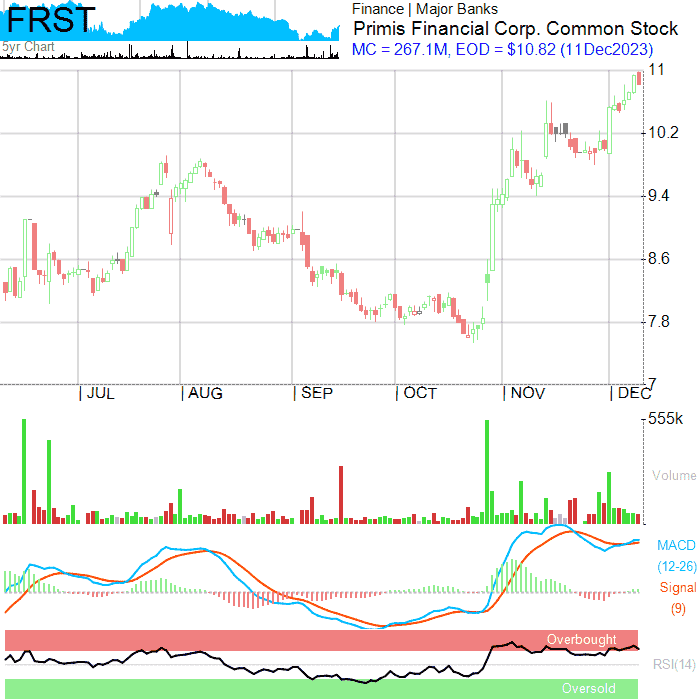 FRST
5yr Chart
Finance | Major Banks
Primis Financial Corp. Common Stock
MC = 267.1M, EOD = $10.82 (11Dec2023)
11
10.2
9.4
8.6
7.8
7
| JUL | AUG | SEP | OCT | NOV | DEC
555k
Volume
MACD
(12-26)
Signal
(9)
Overbought
RSI(14)
Oversold